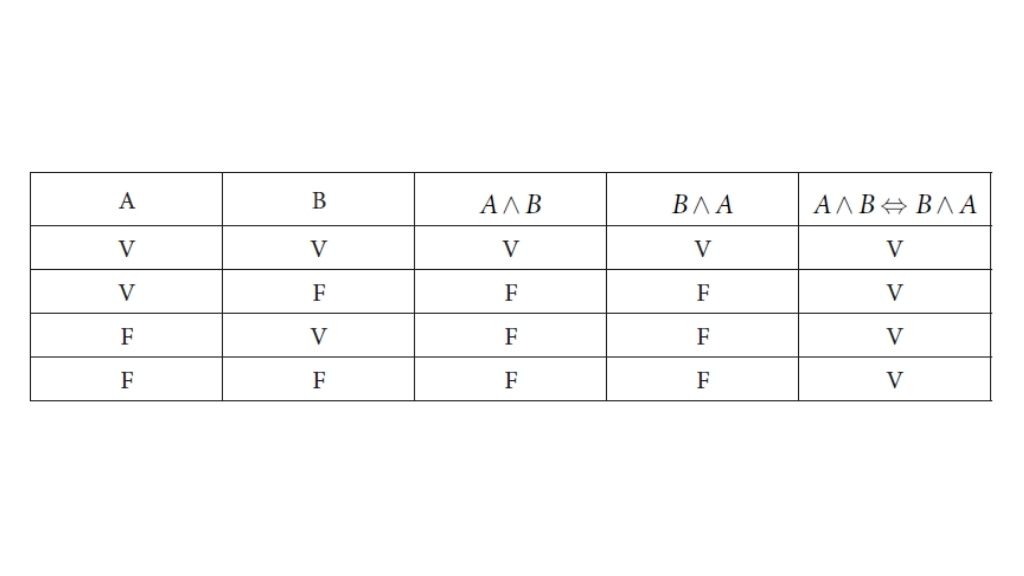 A B A ∧ B B ∧ A A ∧ B ⇔ B ∧ A
V V V V V
V F F F V
F V F F V
F F F F V